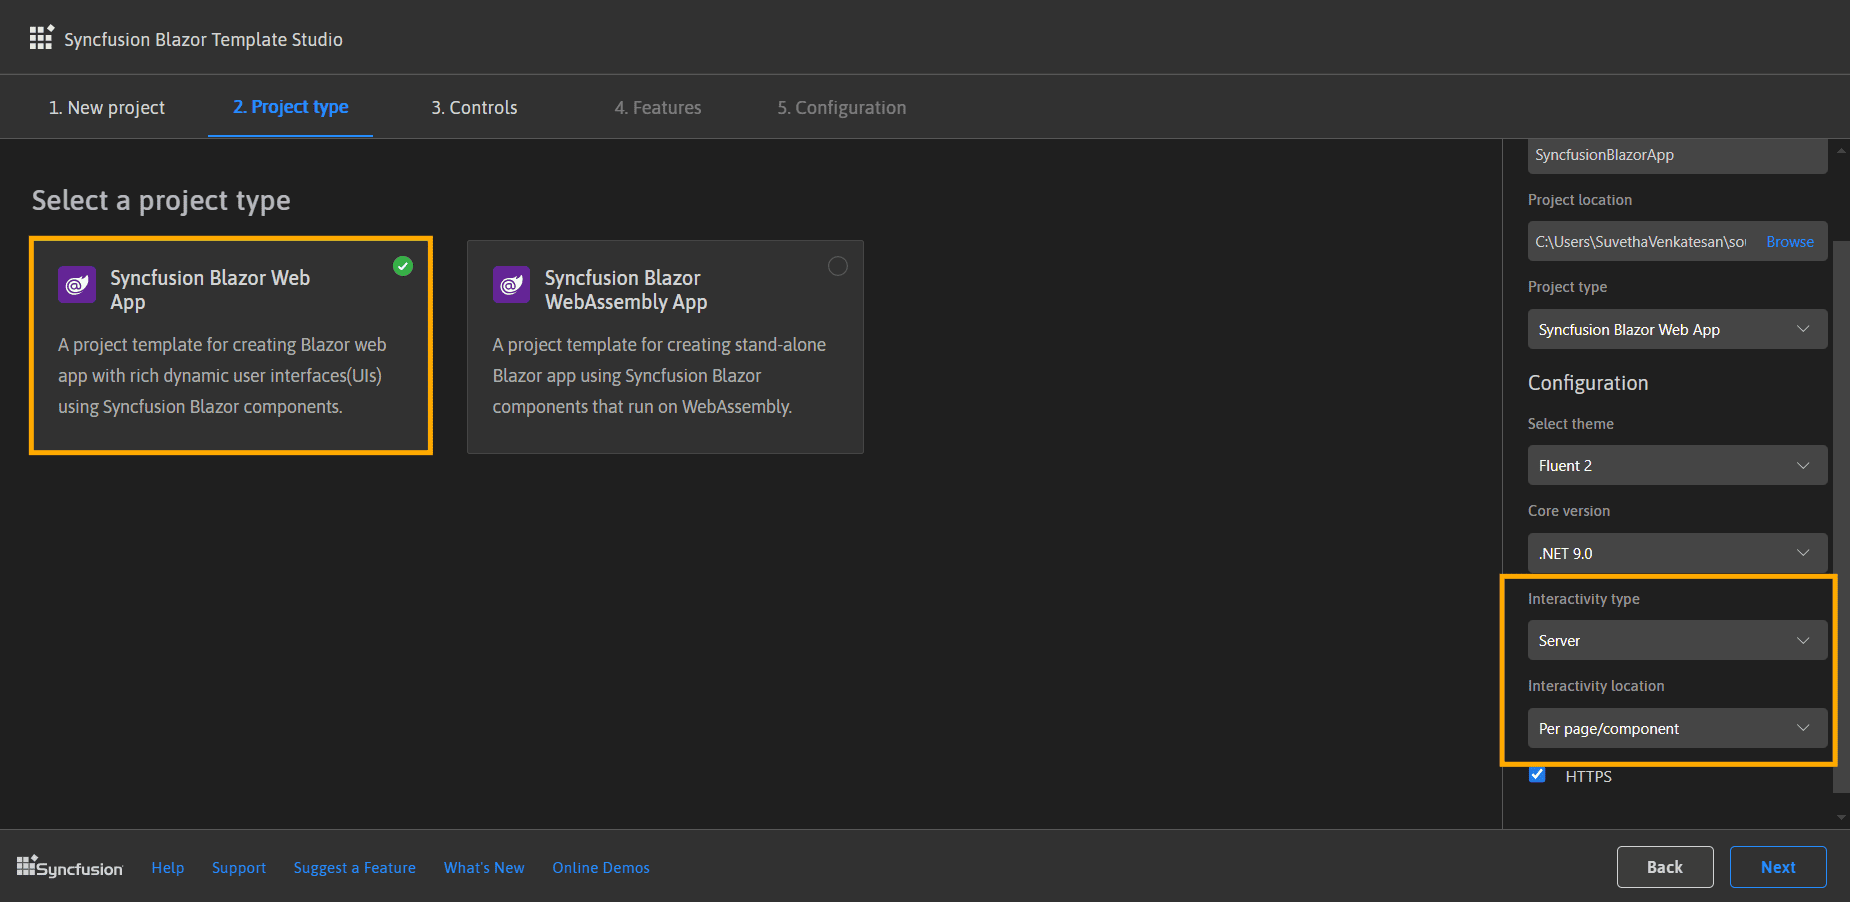 Syncfusion Blazor Template Studio
1. New project
2. Project type
3. Controls
4. Features
5. Configuration
Select a project type
Syncfusion Blazor Web
App
A project template for creating Blazor web
app with rich dynamic user interfaces(UIs)
using Syncfusion Blazor components.
Syncfusion Blazor
WebAssembly App
A project template for creating stand-alone
Blazor app using Syncfusion Blazor
components that run on WebAssembly.
SyncfusionBlazorApp
Project location
C:\Users\SuvethaVenkatesan\sou Browse
Project type
Syncfusion Blazor Web App
Configuration
Select theme
Fluent 2
Core version
.NET 9.0
Interactivity type
Server
Interactivity location
Per page/component
HTTPS
Syncfusion
Help
Support
Suggest a Feature
What's New
Online Demos
Back
Next